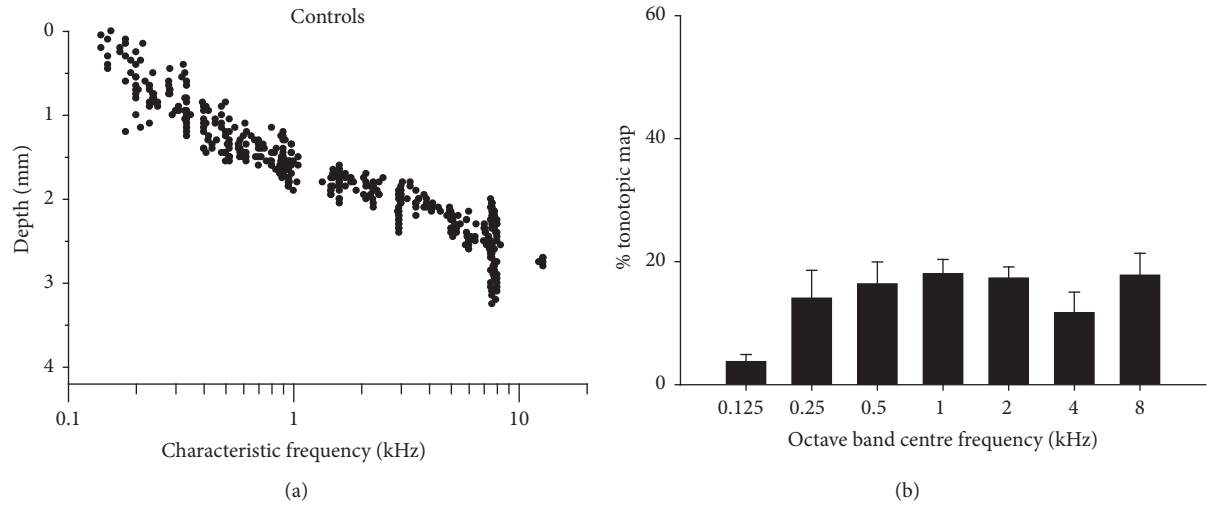 Controls
0
1
2
3
4
Depth (mm)
0.1
1
10
Characteristic frequency (kHz)
(a)
60
40
20
0
% tonotopic map
0.125
0.25
0.5
1
2
4
8
Octave band centre frequency (kHz)
(b)